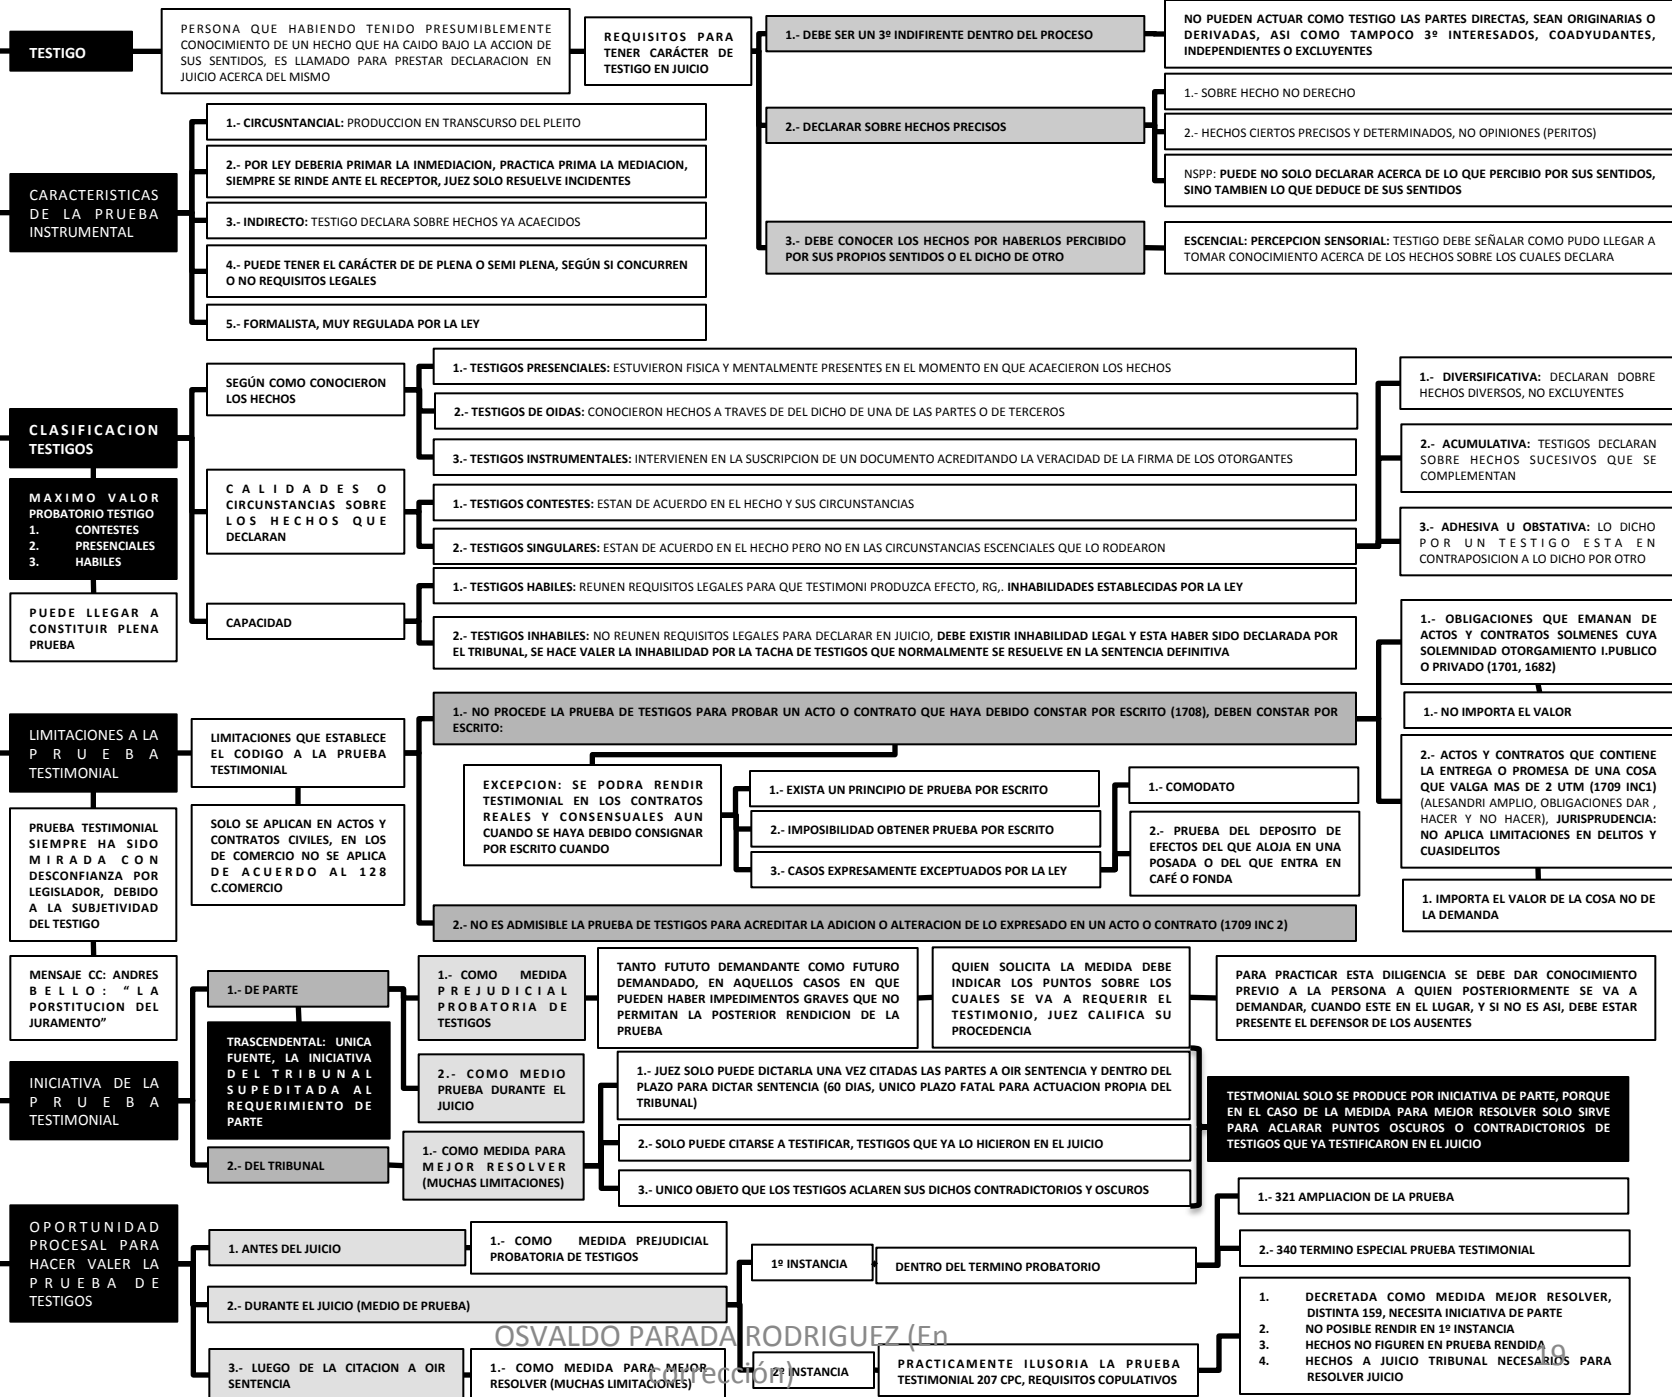 TESTIGO
PERSONA QUE HABIENDO TENIDO PRESUMIBLEMENTE
CONOCIMIENTO DE UN HECHO QUE HA CAIDO BAJO LA ACCION DE
SUS SENTIDOS, ES LLAMADO PARA PRESTAR DECLARACION EN
JUICIO ACERCA DEL MISMO
REQUISITOS PARA
TENER CARÁCTER DE
TESTIGO EN JUICIO
1.- DEBE SER UN 3º INDIFIRENTE DENTRO DEL PROCESO
NO PUEDEN ACTUAR COMO TESTIGO LAS PARTES DIRECTAS, SEAN ORIGINARIAS O
DERIVADAS, ASI COMO TAMPOCO 3º INTERESADOS, COADYUDANTES,
INDEPENDIENTES O EXCLUYENTES
2.- DECLARAR SOBRE HECHOS PRECISOS
1.- SOBRE HECHO NO DERECHO
2.- HECHOS CIERTOS PRECISOS Y DETERMINADOS, NO OPINIONES (PERITOS)
NSPP: PUEDE NO SOLO DECLARAR ACERCA DE LO QUE PERCIBIO POR SUS SENTIDOS,
SINO TAMBIEN LO QUE DEDUCE DE SUS SENTIDOS
3.- DEBE CONOCER LOS HECHOS POR HABERLOS PERCIBIDO
POR SUS PROPIOS SENTIDOS O EL DICHO DE OTRO
ESCENCIAL: PERCEPCION SENSORIAL: TESTIGO DEBE SEÑALAR COMO PUDO LLEGAR A
TOMAR CONOCIMIENTO ACERCA DE LOS HECHOS SOBRE LOS CUALES DECLARA
CARACTERISTICAS
DE LA PRUEBA
INSTRUMENTAL
1.- CIRCUSNTANCIAL: PRODUCCION EN TRANSCURSO DEL PLEITO
2.- POR LEY DEBERIA PRIMAR LA INMEDIACION, PRACTICA PRIMA LA MEDIACION,
SIEMPRE SE RINDE ANTE EL RECEPTOR, JUEZ SOLO RESUELVE INCIDENTES
3.- INDIRECTO: TESTIGO DECLARA SOBRE HECHOS YA ACAECIDOS
4.- PUEDE TENER EL CARÁCTER DE DE PLENA O SEMI PLENA, SEGÚN SI CONCURREN
O NO REQUISITOS LEGALES
5.- FORMALISTA, MUY REGULADA POR LA LEY
CLASIFICACION
TESTIGOS
MAXIMO VALOR
PROBATORIO TESTIGO
1. CONTESTES
2. PRESENCIALES
3. HABILES
PUEDE LLEGAR A
CONSTITUIR PLENA
PRUEBA
SEGÚN COMO CONOCIERON
LOS HECHOS
1.- TESTIGOS PRESENCIALES: ESTUVIERON FISICA Y MENTALMENTE PRESENTES EN EL MOMENTO EN QUE ACAECIERON LOS HECHOS
2.- TESTIGOS DE OIDAS: CONOCIERON HECHOS A TRAVES DE DEL DICHO DE UNA DE LAS PARTES O DE TERCEROS
3.- TESTIGOS INSTRUMENTALES: INTERVIENEN EN LA SUSCRIPCION DE UN DOCUMENTO ACREDITANDO LA VERACIDAD DE LA FIRMA DE LOS OTORGANTES
CALIDADES O
CIRCUNSTANCIAS SOBRE
LOS HECHOS QUE
DECLARAN
1.- TESTIGOS CONTESTES: ESTAN DE ACUERDO EN EL HECHO Y SUS CIRCUNSTANCIAS
2.- TESTIGOS SINGULARES: ESTAN DE ACUERDO EN EL HECHO PERO NO EN LAS CIRCUNSTANCIAS ESCENCIALES QUE LO RODEARON
1.- DIVERSIFICATIVA: DECLARAN DOBRE
HECHOS DIVERSOS, NO EXCLUYENTES
2.- ACUMULATIVA: TESTIGOS DECLARAN
SOBRE HECHOS SUCESIVOS QUE SE
COMPLEMENTAN
3.- ADHESIVA U OBSTATIVA: LO DICHO
POR UN TESTIGO ESTA EN
CONTRAPOSICION A LO DICHO POR OTRO
CAPACIDAD
1.- TESTIGOS HABILES: REUNEN REQUISITOS LEGALES PARA QUE TESTIMONI PRODUZCA EFECTO, RG,. INHABILIDADES ESTABLECIDAS POR LA LEY
2.- TESTIGOS INHABILES: NO REUNEN REQUISITOS LEGALES PARA DECLARAR EN JUICIO, DEBE EXISTIR INHABILIDAD LEGAL Y ESTA HABER SIDO DECLARADA POR
EL TRIBUNAL, SE HACE VALER LA INHABILIDAD POR LA TACHA DE TESTIGOS QUE NORMALMENTE SE RESUELVE EN LA SENTENCIA DEFINITIVA
LIMITACIONES A LA
PRUEBA
TESTIMONIAL
PRUEBA TESTIMONIAL
SIEMPRE HA SIDO
MIRADA CON
DESCONFIANZA POR
LEGISLADOR, DEBIDO
A LA SUBJETIVIDAD
DEL TESTIGO
MENSAJE CC: ANDRES
BELLO: “ LA
PORSTITUCION DEL
JURAMENTO”
LIMITACIONES QUE ESTABLECE
EL CODIGO A LA PRUEBA
TESTIMONIAL
SOLO SE APLICAN EN ACTOS Y
CONTRATOS CIVILES, EN LOS
DE COMERCIO NO SE APLICA
DE ACUERDO AL 128
C.COMERCIO
1.- NO PROCEDE LA PRUEBA DE TESTIGOS PARA PROBAR UN ACTO O CONTRATO QUE HAYA DEBIDO CONSTAR POR ESCRITO (1708), DEBEN CONSTAR POR
ESCRITO:
EXCEPCION: SE PODRA RENDIR
TESTIMONIAL EN LOS CONTRATOS
REALES Y CONSENSUALES AUN
CUANDO SE HAYA DEBIDO CONSIGNAR
POR ESCRITO CUANDO
1.- EXISTA UN PRINCIPIO DE PRUEBA POR ESCRITO
2.- IMPOSIBILIDAD OBTENER PRUEBA POR ESCRITO
3.- CASOS EXPRESAMENTE EXCEPTUADOS POR LA LEY
1.- COMODATO
2.- PRUEBA DEL DEPOSITO DE
EFECTOS DEL QUE ALOJA EN UNA
POSADA O DEL QUE ENTRA EN
CAFÉ O FONDA
1.- OBLIGACIONES QUE EMANAN DE
ACTOS Y CONTRATOS SOLMENES CUYA
SOLEMNIDAD OTORGAMIENTO I.PUBLICO
O PRIVADO (1701, 1682)
1.- NO IMPORTA EL VALOR
2.- ACTOS Y CONTRATOS QUE CONTIENE
LA ENTREGA O PROMESA DE UNA COSA
QUE VALGA MAS DE 2 UTM (1709 INC1)
(ALESANDRI AMPLIO, OBLIGACIONES DAR ,
HACER Y NO HACER), JURISPRUDENCIA:
NO APLICA LIMITACIONES EN DELITOS Y
CUASIDELITOS
1. IMPORTA EL VALOR DE LA COSA NO DE
LA DEMANDA
2.- NO ES ADMISIBLE LA PRUEBA DE TESTIGOS PARA ACREDITAR LA ADICION O ALTERACION DE LO EXPRESADO EN UN ACTO O CONTRATO (1709 INC 2)
INICIATIVA DE LA
PRUEBA
TESTIMONIAL
1.- DE PARTE
TRASCENDENTAL: UNICA
FUENTE, LA INICIATIVA
DEL TRIBUNAL
SUPEDITADA AL
REQUERIMIENTO DE
PARTE
2.- DEL TRIBUNAL
1.- COMO MEDIDA
PREJUDICIAL
PROBATORIA DE
TESTIGOS
TANTO FUTUTO DEMANDANTE COMO FUTURO
DEMANDADO, EN AQUELLOS CASOS EN QUE
PUEDEN HABER IMPEDIMENTOS GRAVES QUE NO
PERMITAN LA POSTERIOR RENDICION DE LA
PRUEBA
QUIEN SOLICITA LA MEDIDA DEBE
INDICAR LOS PUNTOS SOBRE LOS
CUALES SE VA A REQUERIR EL
TESTIMONIO, JUEZ CALIFICA SU
PROCEDENCIA
PARA PRACTICAR ESTA DILIGENCIA SE DEBE DAR CONOCIMIENTO
PREVIO A LA PERSONA A QUIEN POSTERIORMENTE SE VA A
DEMANDAR, CUANDO ESTE EN EL LUGAR, Y SI NO ES ASI, DEBE ESTAR
PRESENTE EL DEFENSOR DE LOS AUSENTES
2.- COMO MEDIO
PRUEBA DURANTE EL
JUICIO
1.- COMO MEDIDA PARA
MEJOR RESOLVER
(MUCHAS LIMITACIONES)
1.- JUEZ SOLO PUEDE DICTARLA UNA VEZ CITADAS LAS PARTES A OIR SENTENCIA Y DENTRO DEL
PLAZO PARA DICTAR SENTENCIA (60 DIAS, UNICO PLAZO FATAL PARA ACTUACION PROPIA DEL
TRIBUNAL)
2.- SOLO PUEDE CITARSE A TESTIFICAR, TESTIGOS QUE YA LO HICIERON EN EL JUICIO
3.- UNICO OBJETO QUE LOS TESTIGOS ACLAREN SUS DICHOS CONTRADICTORIOS Y OSCUROS
TESTMONIAL SOLO SE PRODUCE POR INICIATIVA DE PARTE, PORQUE
EN EL CASO DE LA MEDIDA PARA MEJOR RESOLVER SOLO SIRVE
PARA ACLARAR PUNTOS OSCUROS O CONTRADICTORIOS DE
TESTIGOS QUE YA TESTIFICARON EN EL JUICIO
OPORTUNIDAD
PROCESAL PARA
HACER VALER LA
PRUEBA DE
TESTIGOS
1. ANTES DEL JUICIO
1.- COMO MEDIDA PREJUDICIAL
PROBATORIA DE TESTIGOS
2.- DURANTE EL JUICIO (MEDIO DE PRUEBA)
1º INSTANCIA
DENTRO DEL TERMINO PROBATORIO
1.- 321 AMPLIACION DE LA PRUEBA
2.- 340 TERMINO ESPECIAL PRUEBA TESTIMONIAL
2º INSTANCIA
PRACTICAMENTE ILUSORIA LA PRUEBA
TESTIMONIAL 207 CPC, REQUISITOS COPULATIVOS
1. DECRETADA COMO MEDIDA MEJOR RESOLVER,
DISTINTA 159, NECESITA INICIATIVA DE PARTE
2. NO POSIBLE RENDIR EN 1º INSTANCIA
3. HECHOS NO FIGUREN EN PRUEBA RENDIDA
4. HECHOS A JUICIO TRIBUNAL NECESARIOS PARA
RESOLVER JUICIO
3.- LUEGO DE LA CITACION A OIR
SENTENCIA
1.- COMO MEDIDA PARA MEJOR
RESOLVER (MUCHAS LIMITACIONES)
OSVALDO PARADA RODRIGUEZ (En
corrección)
19